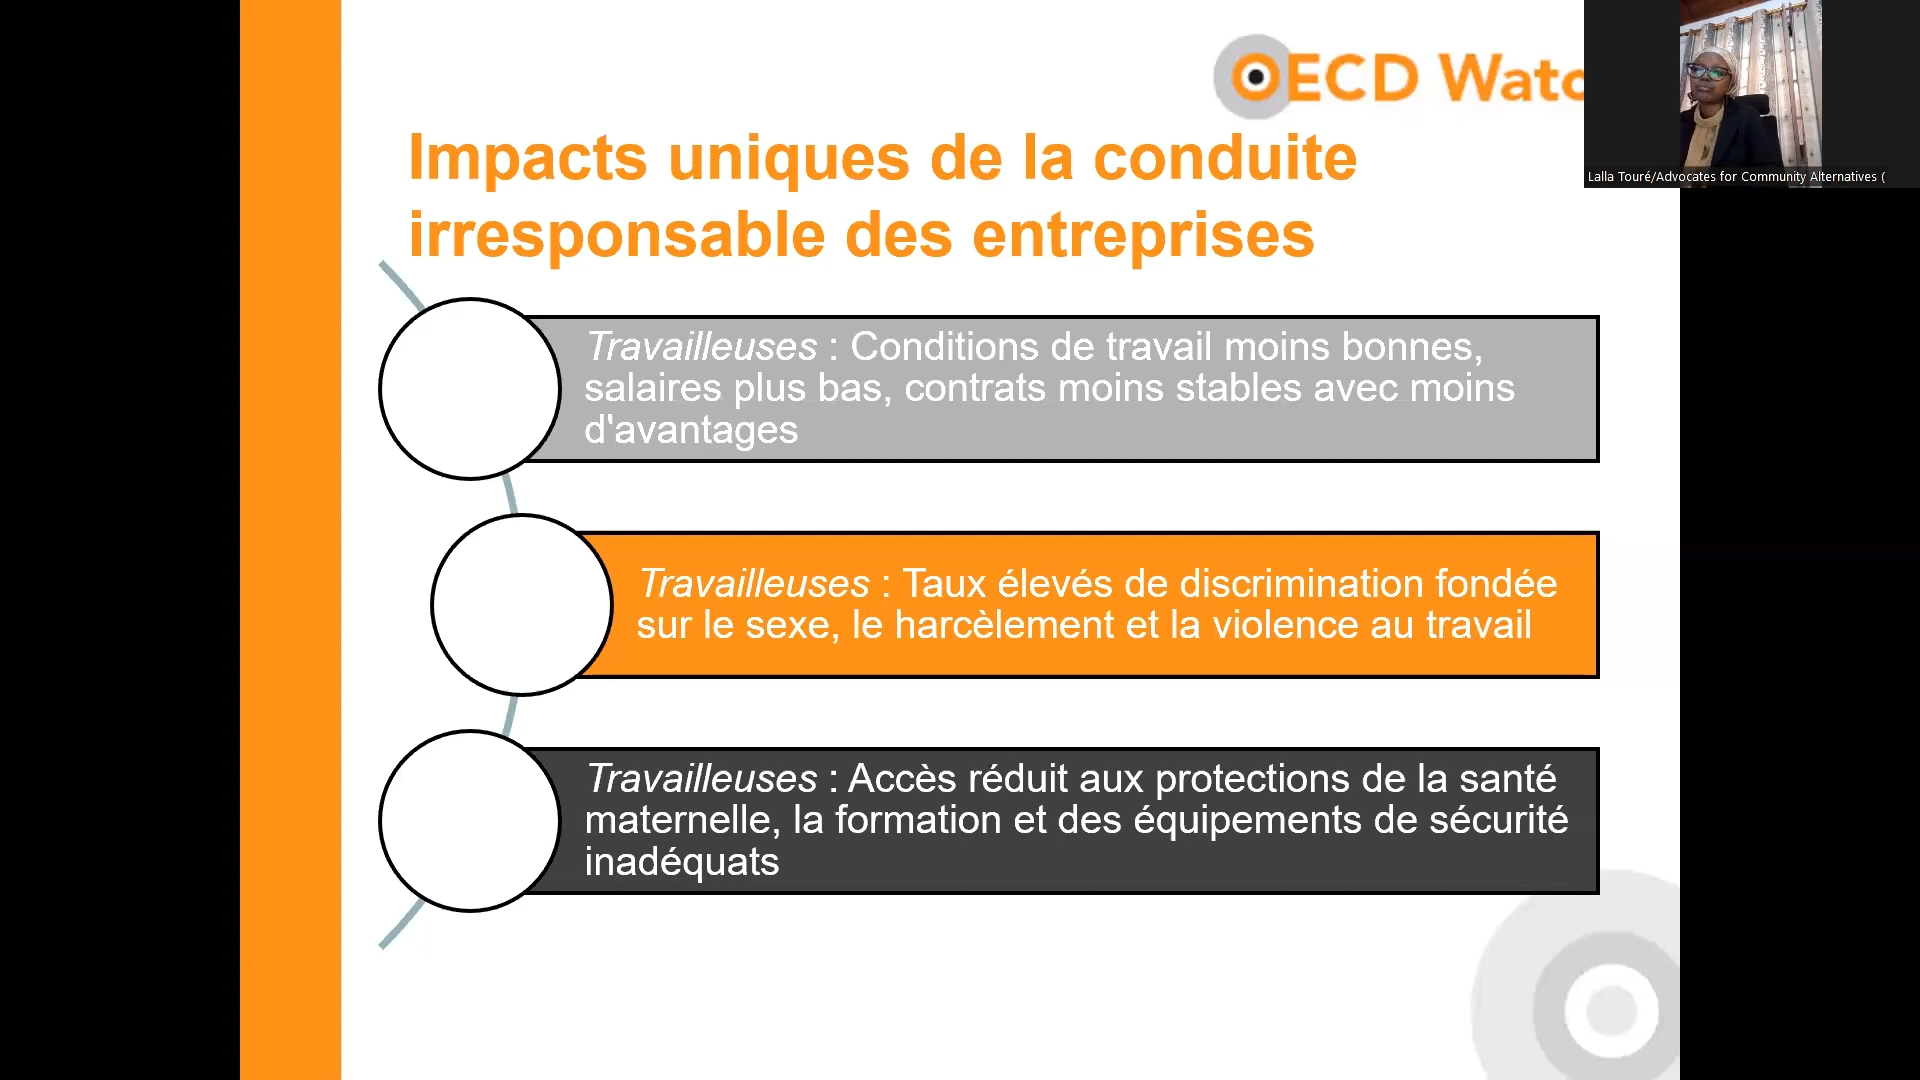 OECD Watc
Lalla Touré/Advocates for Community Alternatives (
Impacts uniques de la conduite
irresponsable des entreprises
Travailleuses : Conditions de travail moins bonnes,
salaires plus bas, contrats moins stables avec moins
d'avantages
Travailleuses : Taux élevés de discrimination fondée
sur le sexe, le harcèlement et la violence au travail
Travailleuses : Accès réduit aux protections de la santé
maternelle, la formation et des équipements de sécurité
inadéquats